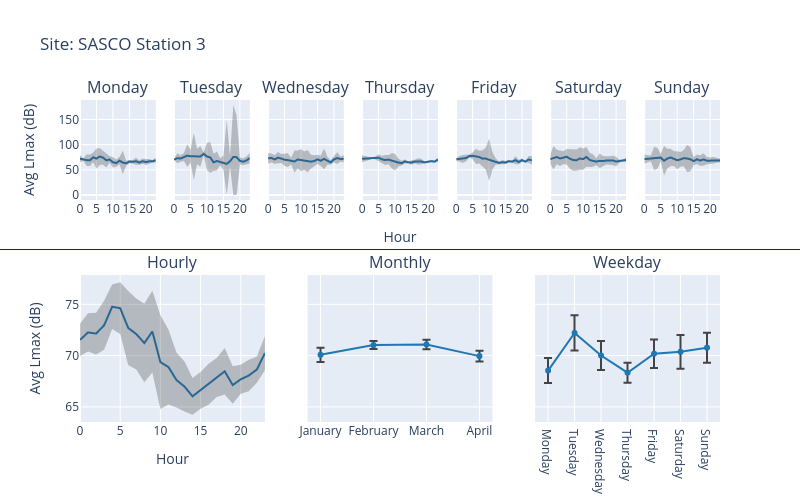 Site: SASCO Station 3
Monday Tuesday Wednesday Thursday Friday Saturday Sunday
Avg Lmax (dB)
150
100
50
0
0 5 10 15 20 0 5 10 15 20 0 5 10 15 20 0 5 10 15 20 0 5 10 15 20 0 5 10 15 20 0 5 10 15 20
Hour
Hourly Monthly Weekday
Avg Lmax (dB)
75
70
65
0 5 10 15 20 January February March April
Hour
Monday
Tuesday
Wednesday
Thursday
Friday
Saturday
Sunday